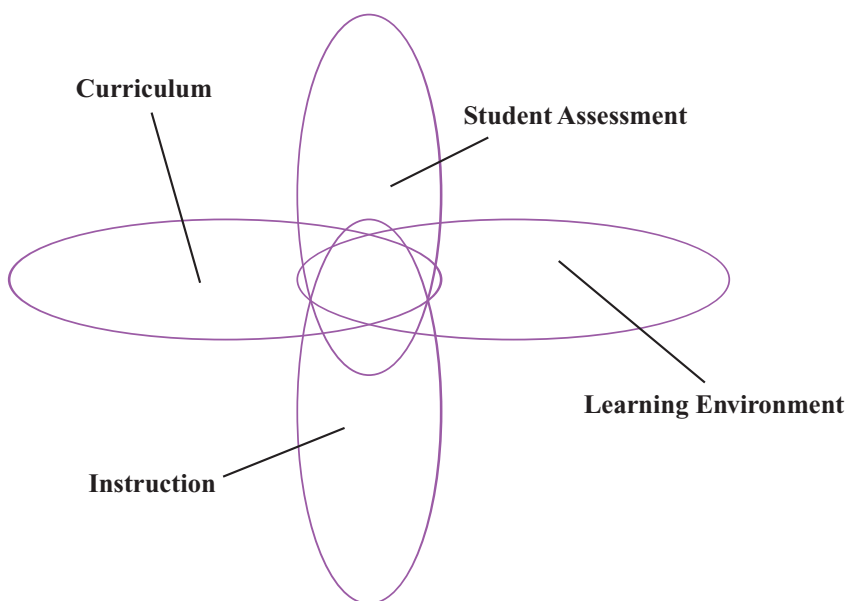 Curriculum
Student Assessment
Learning Environment
Instruction